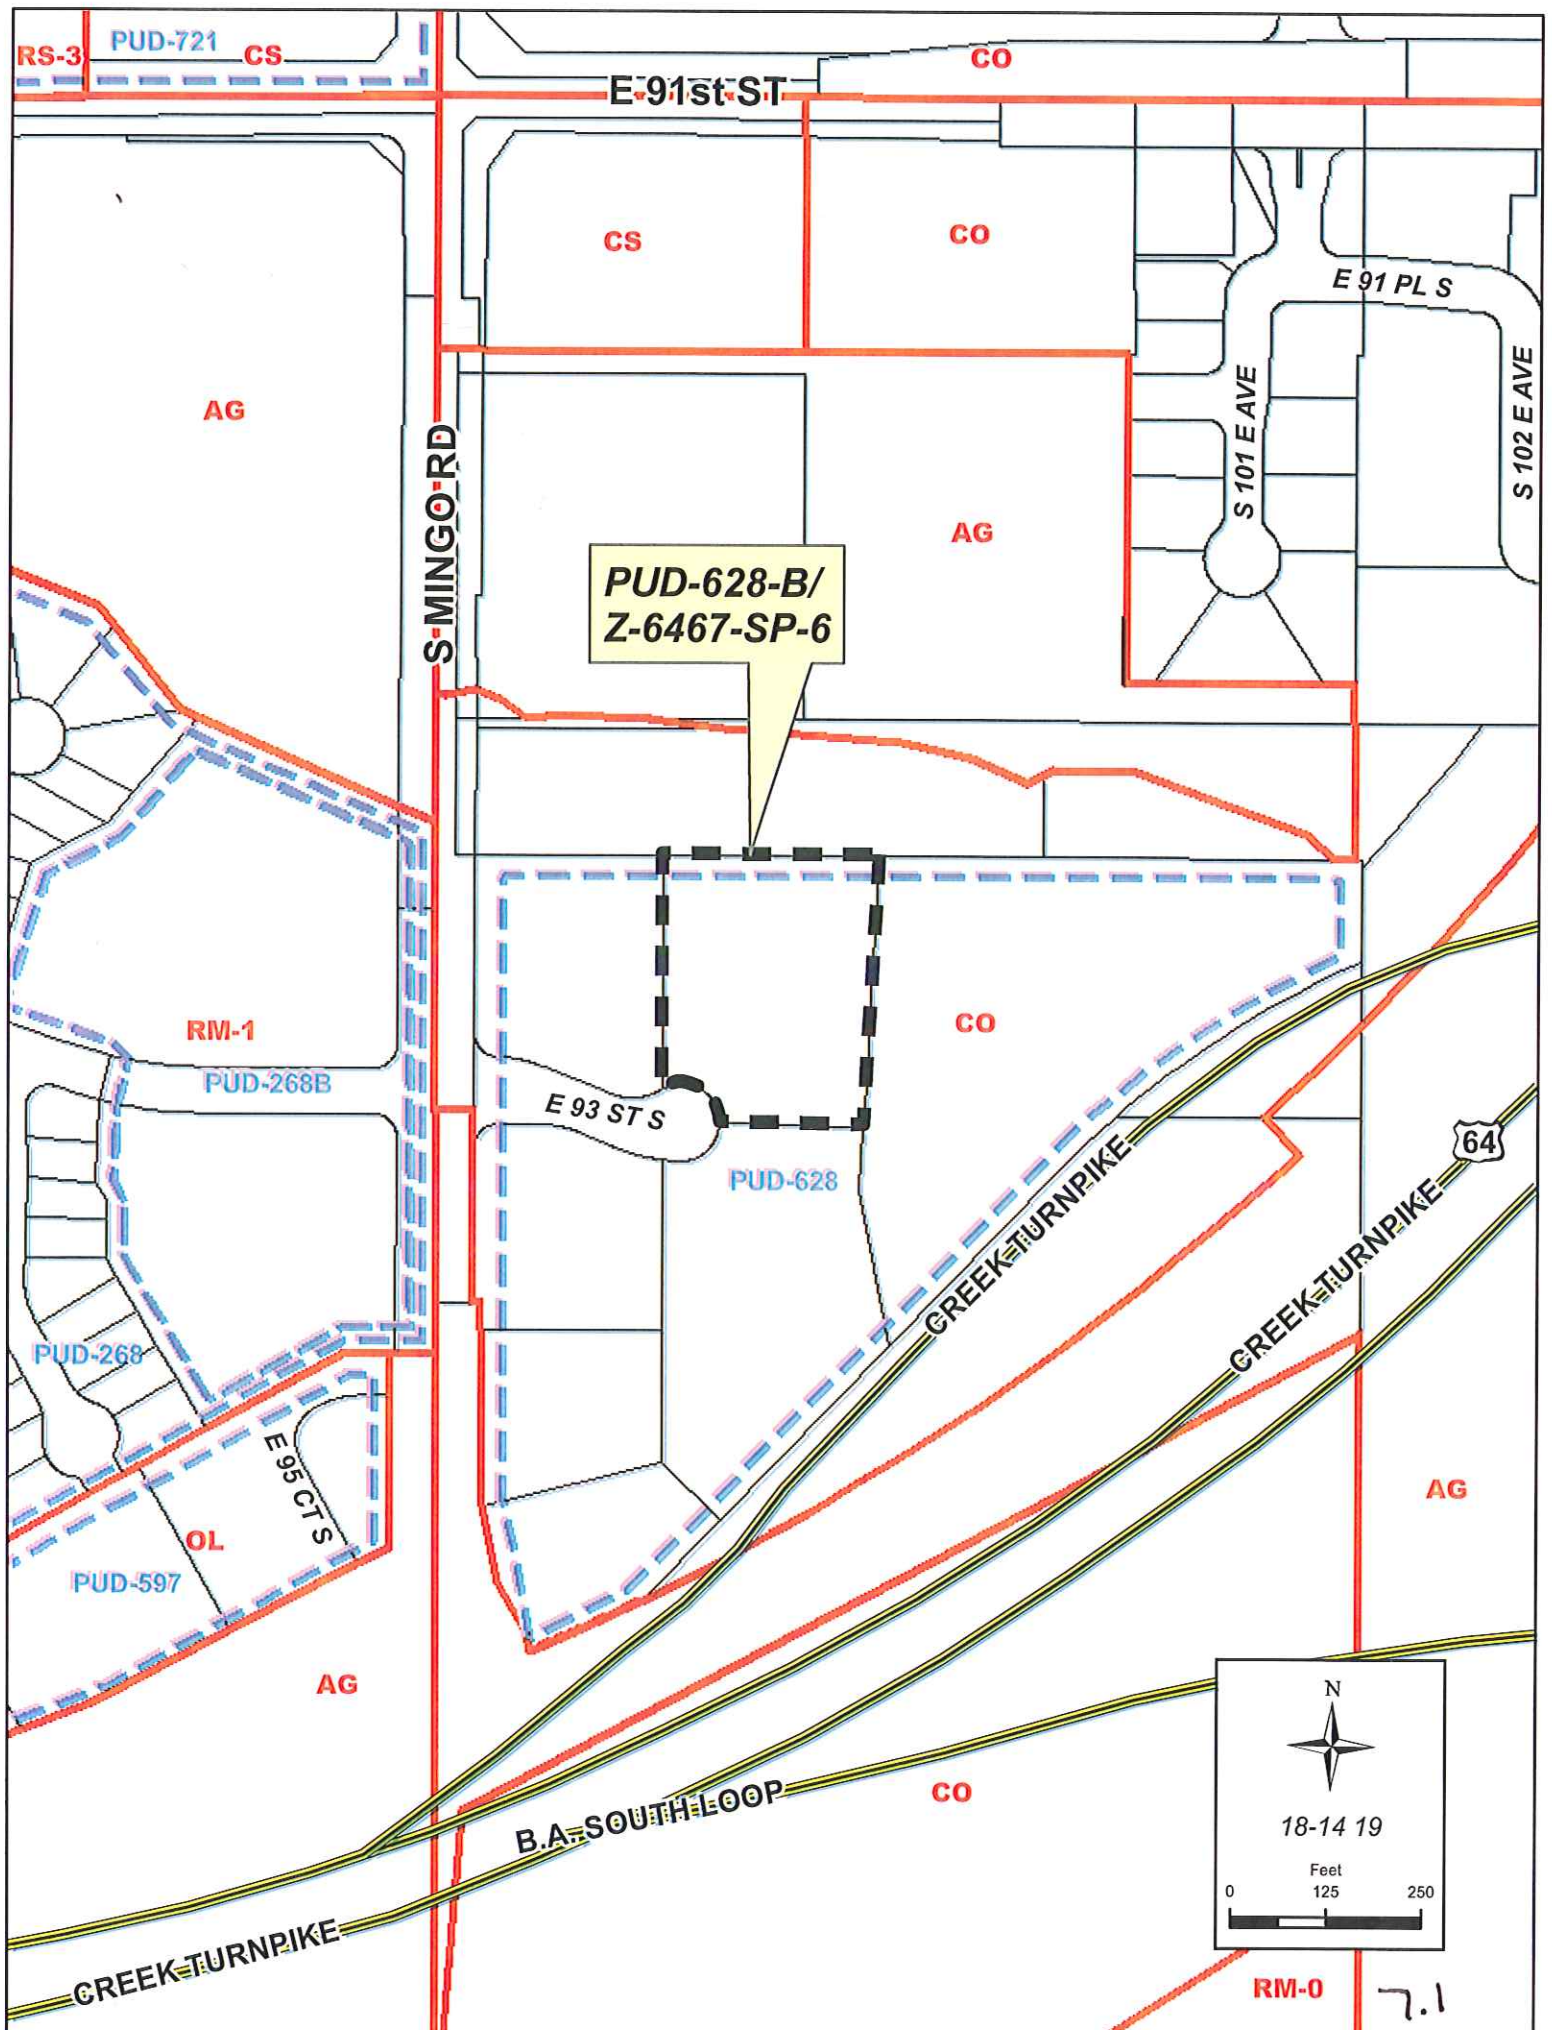 RS-3
PUD-721
CS
CO
E 91st ST
CS
CO
E 91 PL S
S 101 E AVE
S 102 E AVE
AG
S MINGO RD
AG
PUD-628-B/
Z-6467-SP-6
RM-1
PUD-268B
CO
E 93 ST S
PUD-628
CREEK TURNPIKE
64
CREEK TURNPIKE
PUD-268
E 95 CT S
OL
PUD-597
AG
AG
B.A. SOUTH LOOP
CO
CREEK TURNPIKE
N
18-14 19
Feet
0 125 250
RM-0
7.1